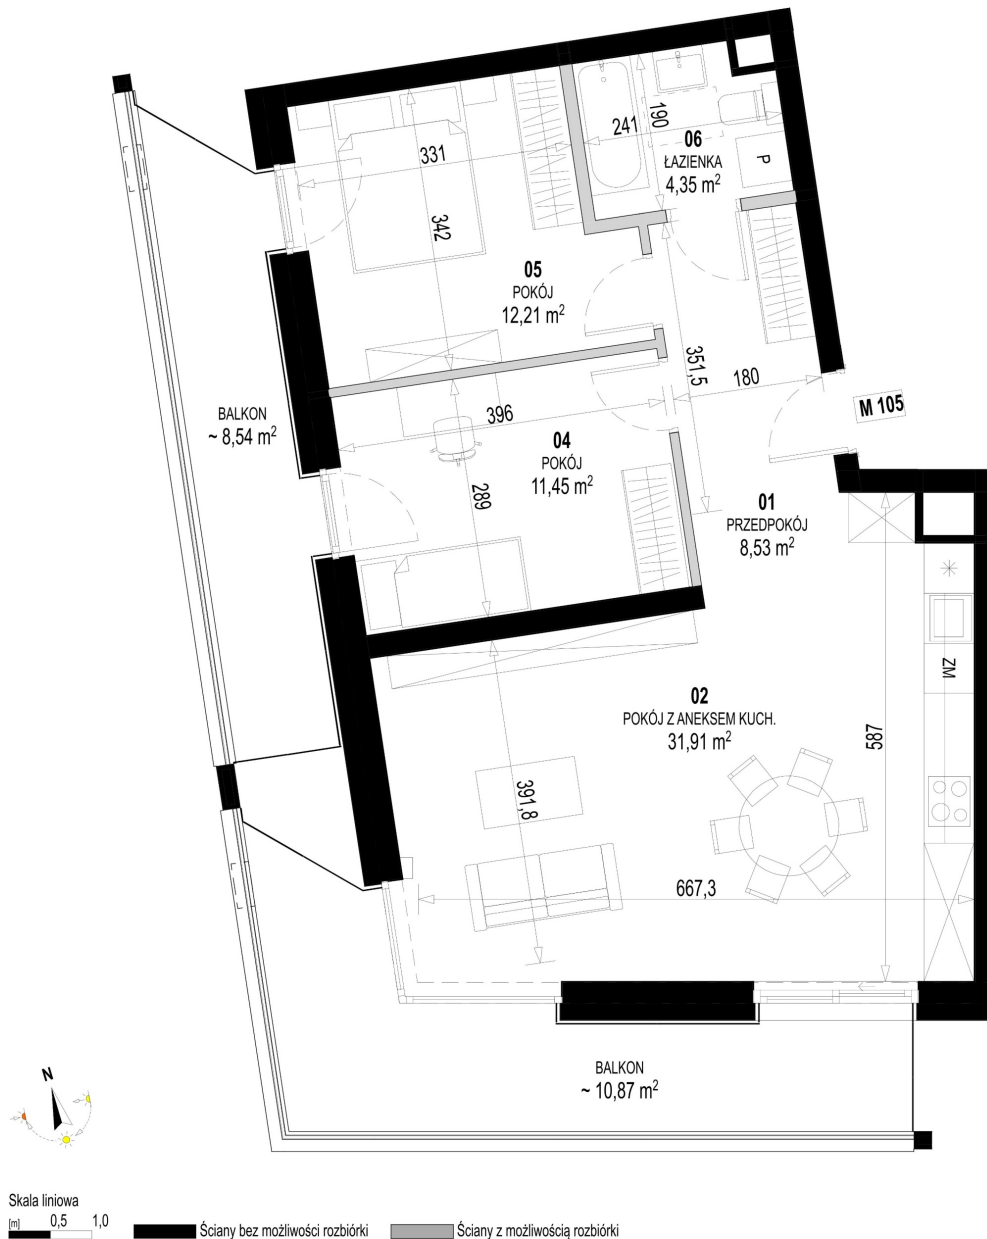 241
190
06
ŁAZIENKA
4,35 m²
P
331
342
05
POKÓJ
12,21 m²
351,5
180
M 105
BALKON
~ 8,54 m²
396
04
POKÓJ
11,45 m²
289
01
PRZEDPOKÓJ
8,53 m²
ZM
02
POKÓJ Z ANEKSEM KUCH.
31,91 m²
587
391,8
667,3
BALKON
~ 10,87 m²
N
Skala liniowa
[m] 0,5 1,0
Ściany bez możliwości rozbiórki
Ściany z możliwością rozbiórki